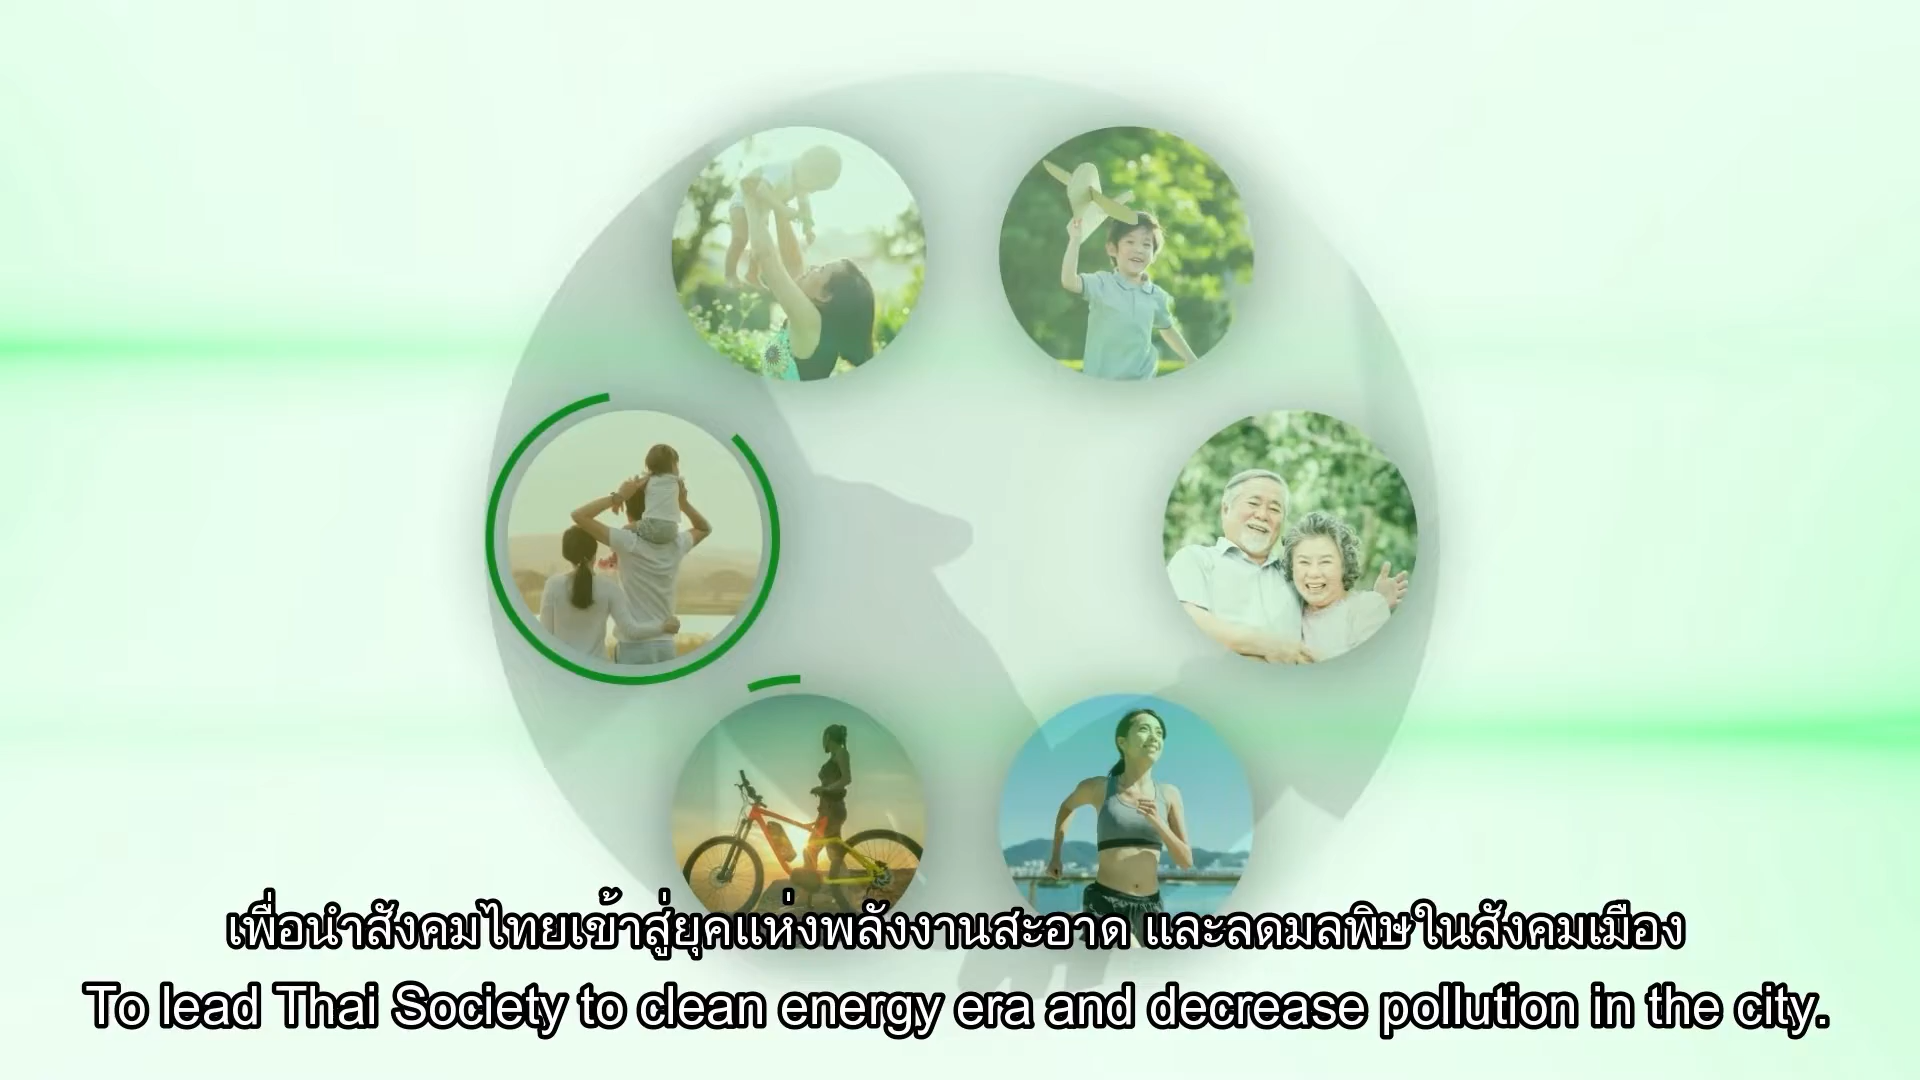 เพื่อนำสังคมไทยเข้าสู่ยุคแห่งพลังงานสะอาด และลดมลพิษในสังคมเมือง
To lead Thai Society to clean energy era and decrease pollution in the city.